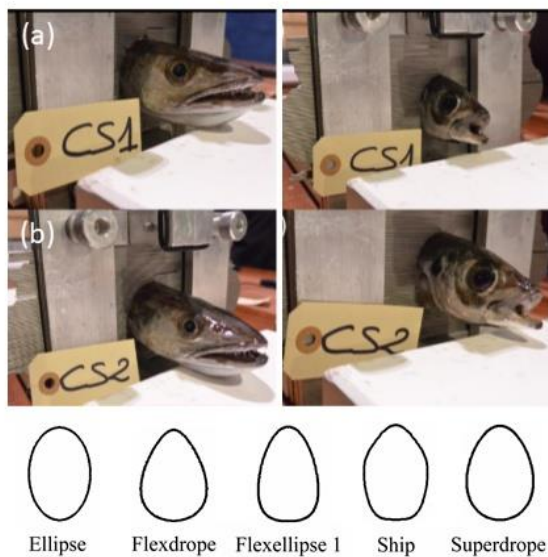 (a)
CS1
CS1
(b)
CS2
CS2
Ellipse Flexdrope Flexellipse 1 Ship Superdrope